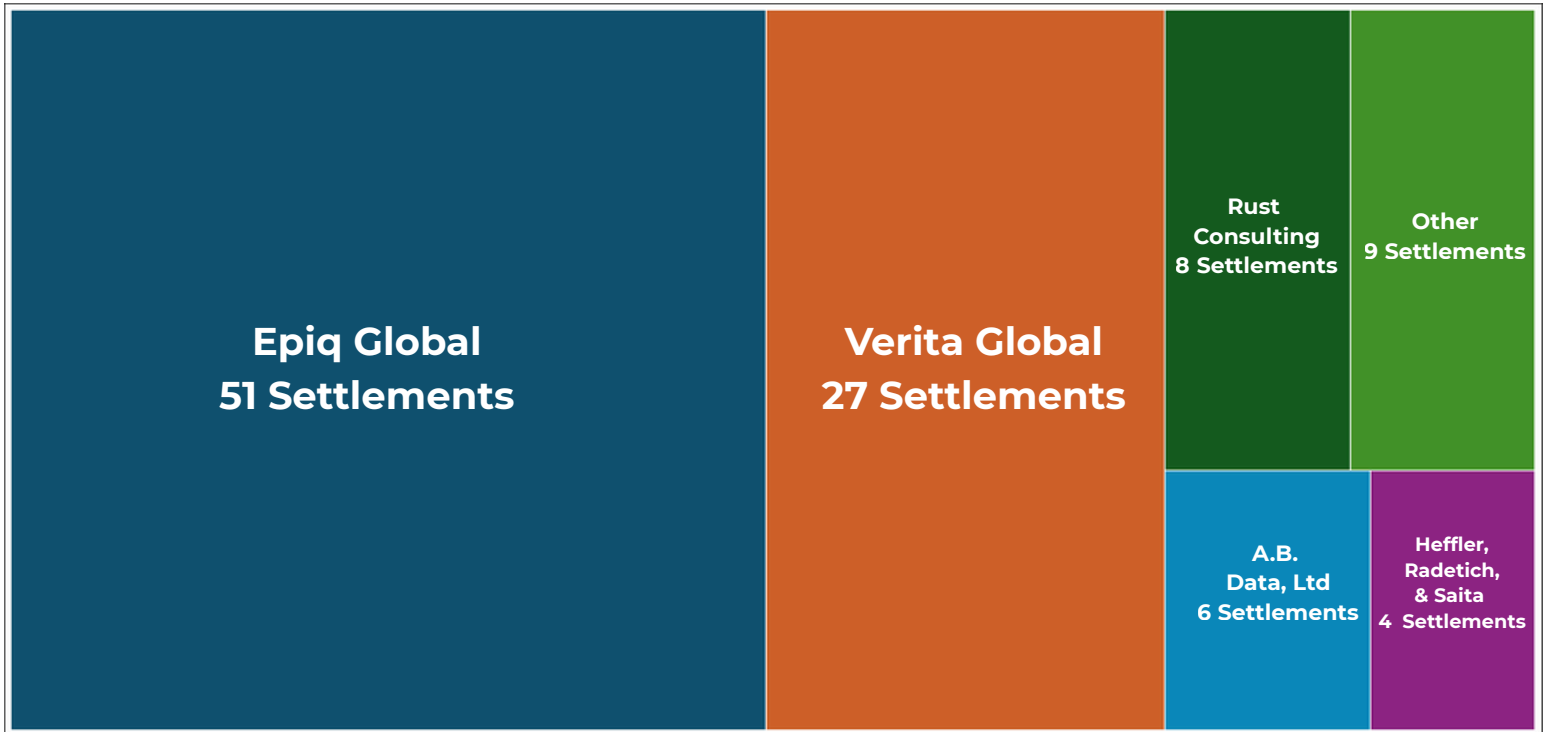 Epiq Global
51 Settlements
Verita Global
27 Settlements
Rust
Consulting
8 Settlements
Other
9 Settlements
A.B.
Data, Ltd
6 Settlements
Heffler,
Radetich,
& Saita
4 Settlements